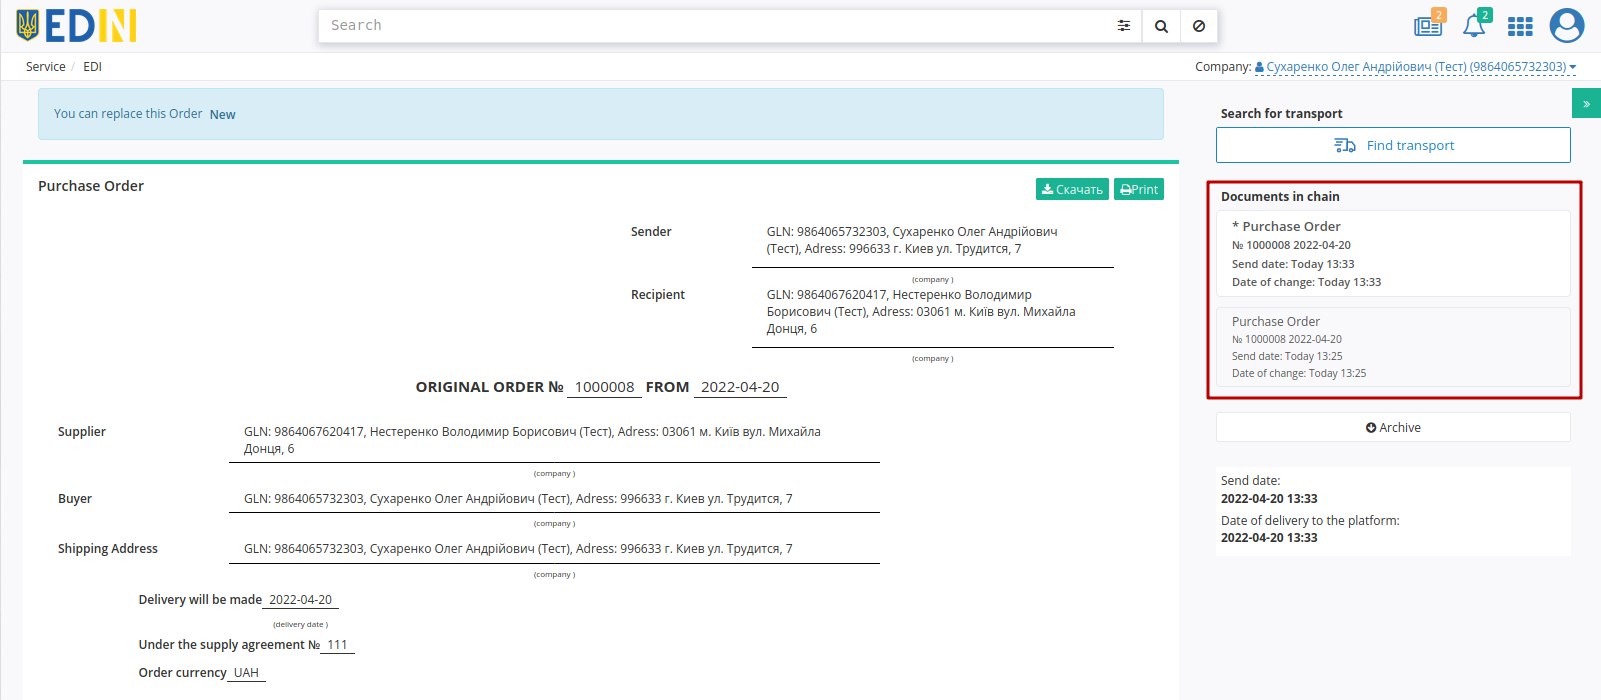 EDIN
Search
2
2
Service / EDI
Company: Сухаренко Олег Андрійович (Тест) (9864065732303)
You can replace this Order New
»
Search for transport
Find transport
Purchase Order
Скачать
Print
Sender
GLN: 9864065732303, Сухаренко Олег Андрійович
(Тест), Adress: 996633 г. Киев ул. Трудится, 7
(company )
Recipient
GLN: 9864067620417, Нестеренко Володимир
Борисович (Тест), Adress: 03061 м. Київ вул. Михайла
Донця, 6
(company )
ORIGINAL ORDER № 1000008 FROM 2022-04-20
Supplier
GLN: 9864067620417, Нестеренко Володимир Борисович (Тест), Adress: 03061 м. Київ вул. Михайла
Донця, 6
(company )
Buyer
GLN: 9864065732303, Сухаренко Олег Андрійович (Тест), Adress: 996633 г. Киев ул. Трудится, 7
(company )
Shipping Address
GLN: 9864065732303, Сухаренко Олег Андрійович (Тест), Adress: 996633 г. Киев ул. Трудится, 7
(company )
Delivery will be made 2022-04-20
(delivery date )
Under the supply agreement № 111
Order currency UAH
Documents in chain
* Purchase Order
№ 1000008 2022-04-20
Send date: Today 13:33
Date of change: Today 13:33
Purchase Order
№ 1000008 2022-04-20
Send date: Today 13:25
Date of change: Today 13:25
Archive
Send date:
2022-04-20 13:33
Date of delivery to the platform:
2022-04-20 13:33